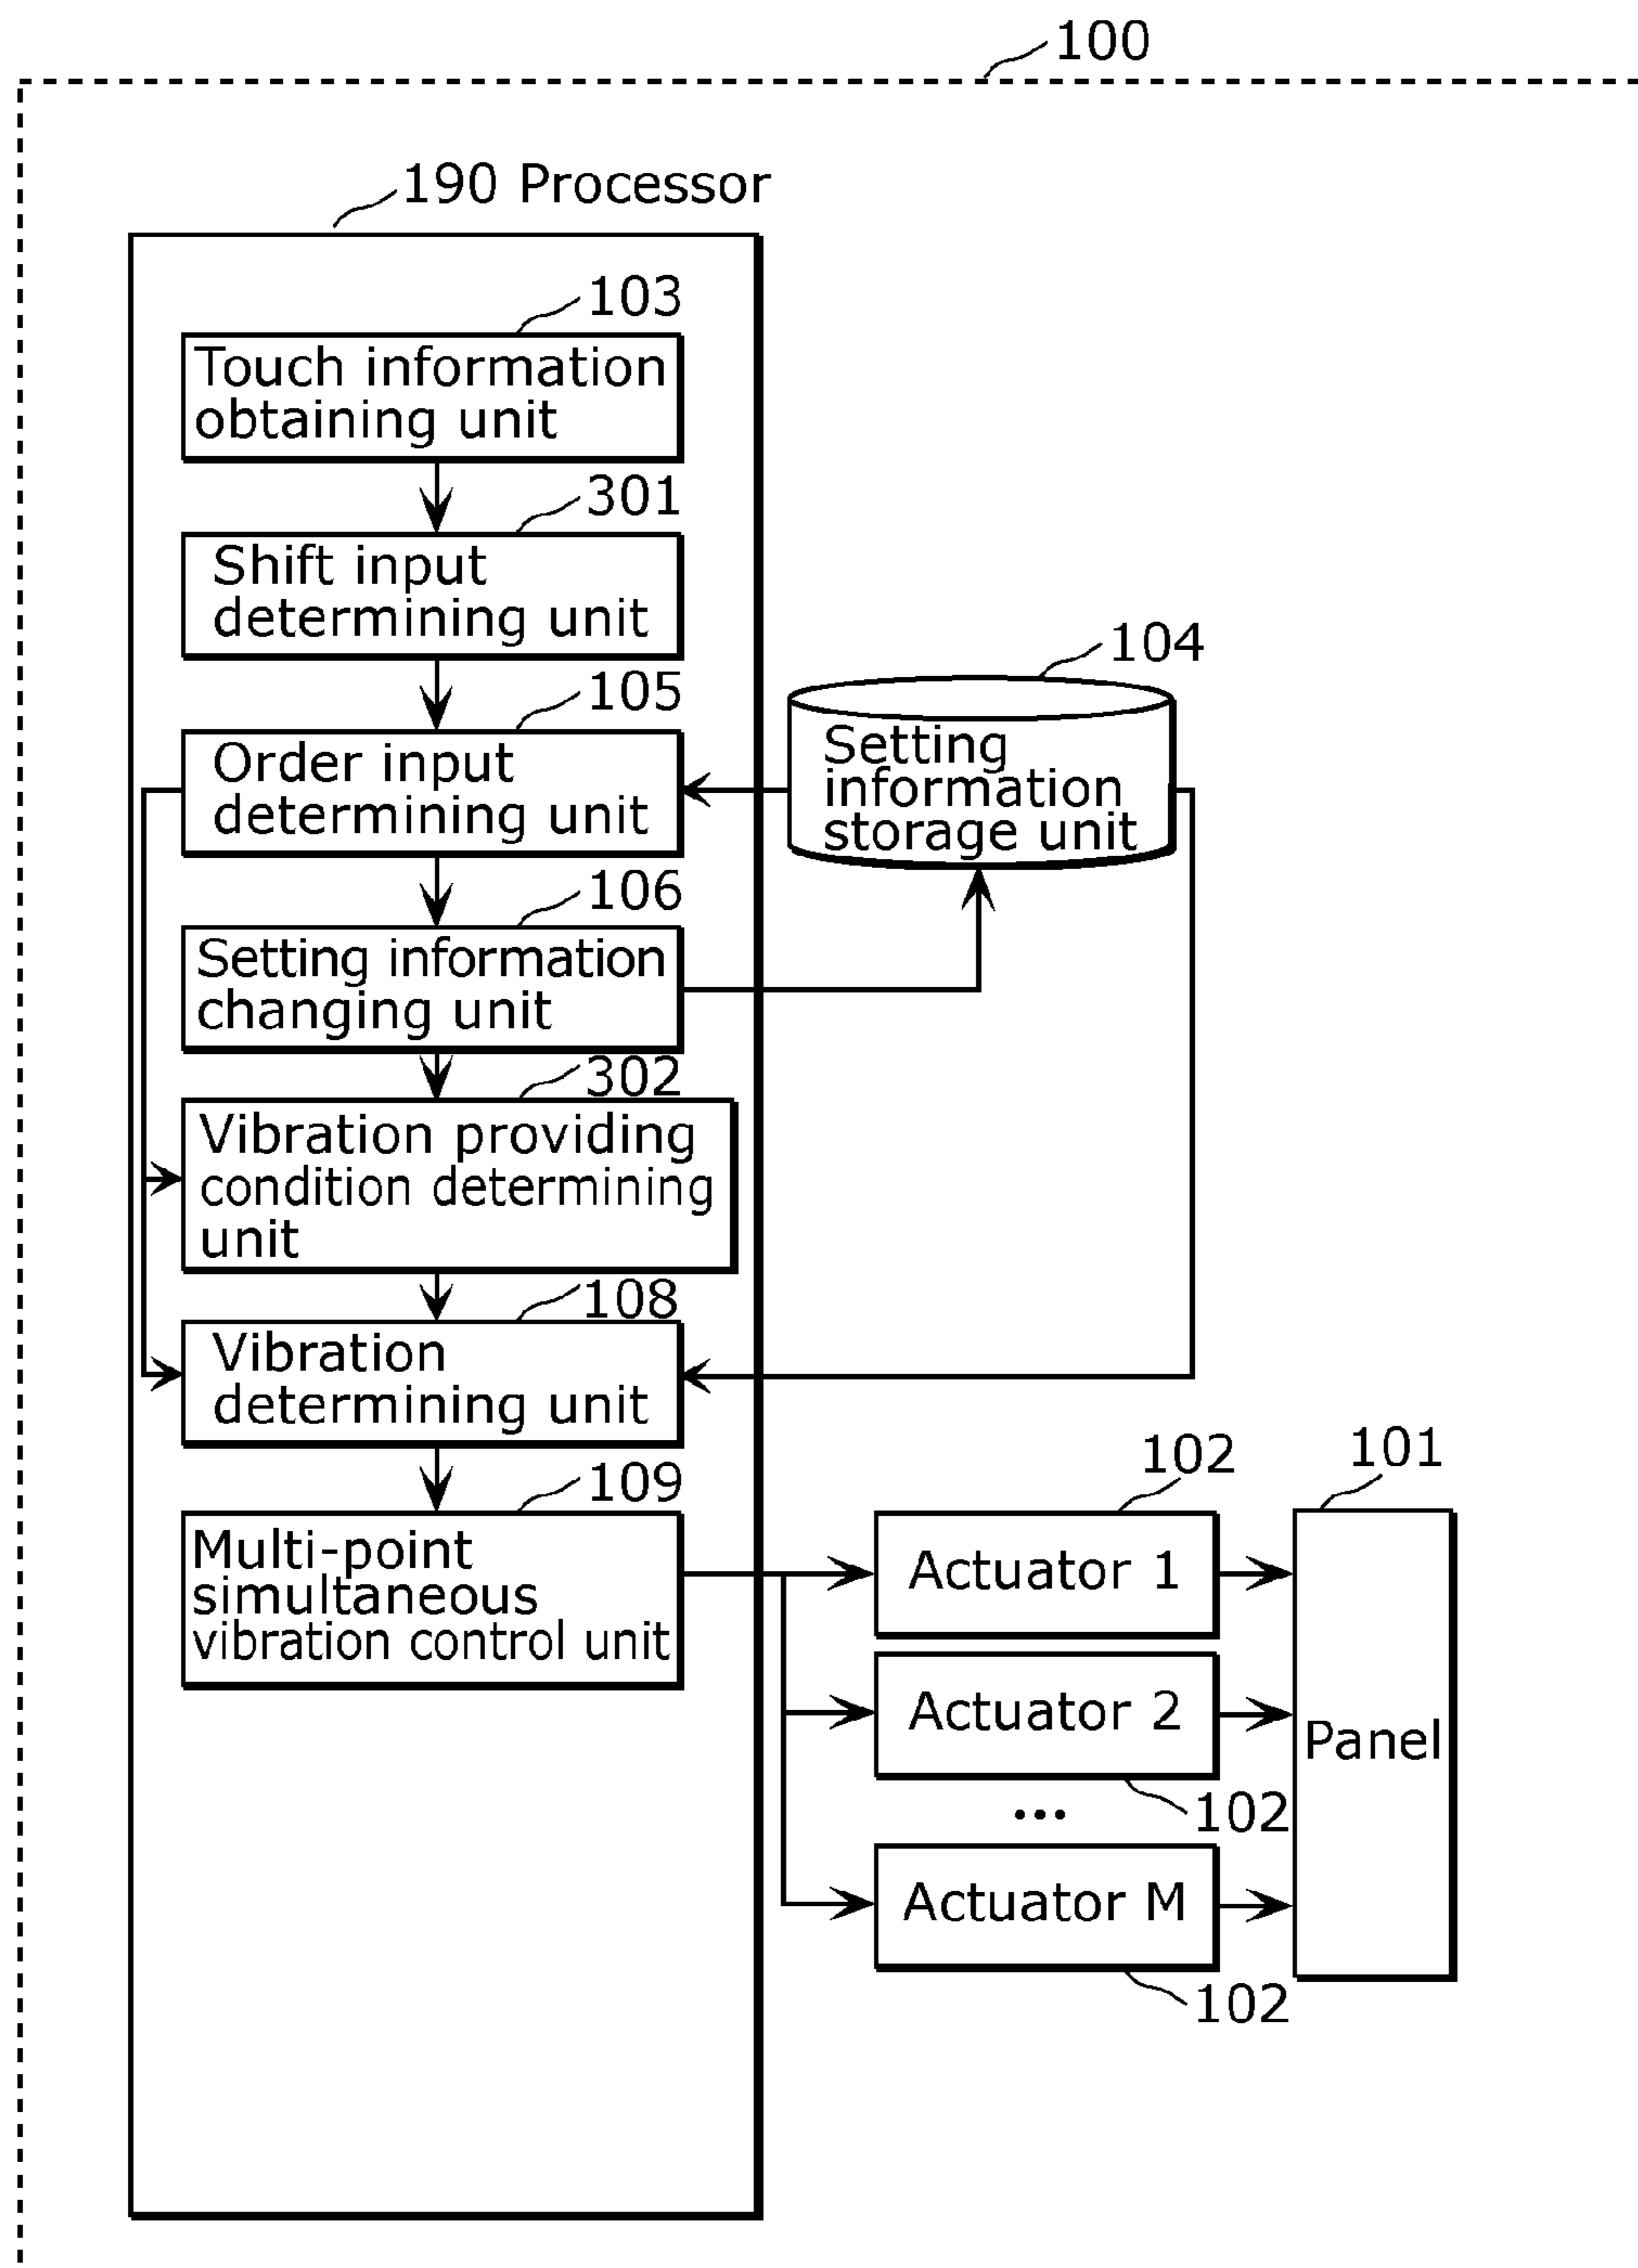 100
190 Processor
103
Touch information
obtaining unit
301
Shift input
determining unit
105
Order input
determining unit
104
Setting
information
storage unit
106
Setting information
changing unit
302
Vibration providing
condition determining
unit
108
Vibration
determining unit
109
Multi-point
simultaneous
vibration control unit
102
Actuator 1
101
Panel
Actuator 2
102
...
Actuator M
102